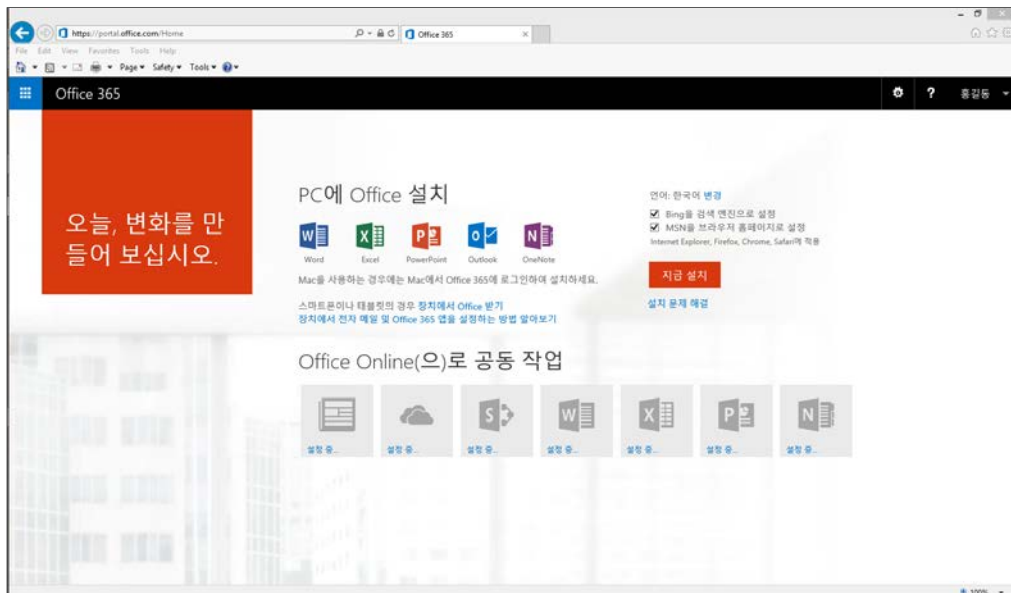 https://portal.office.com/Home
Office 365
File Edit View Favorites Tools Help
Page Safety Tools
Office 365
?
홍길동
오늘, 변화를 만
들어 보십시오.
PC에 Office 설치
Word Excel PowerPoint Outlook OneNote
Mac을 사용하는 경우에는 Mac에서 Office 365에 로그인하여 설치하세요.
스마트폰이나 태블릿의 경우 장치에서 Office 받기
장치에서 전자 메일 및 Office 365 앱을 설정하는 방법 알아보기
언어: 한국어 변경
Bing을 검색 엔진으로 설정
MSN을 브라우저 홈페이지로 설정
Internet Explorer, Firefox, Chrome, Safari에 적용
지금 설치
설치 문제 해결
Office Online(으)로 공동 작업
설정 중... 설정 중... 설정 중... 설정 중... 설정 중... 설정 중... 설정 중...
100%